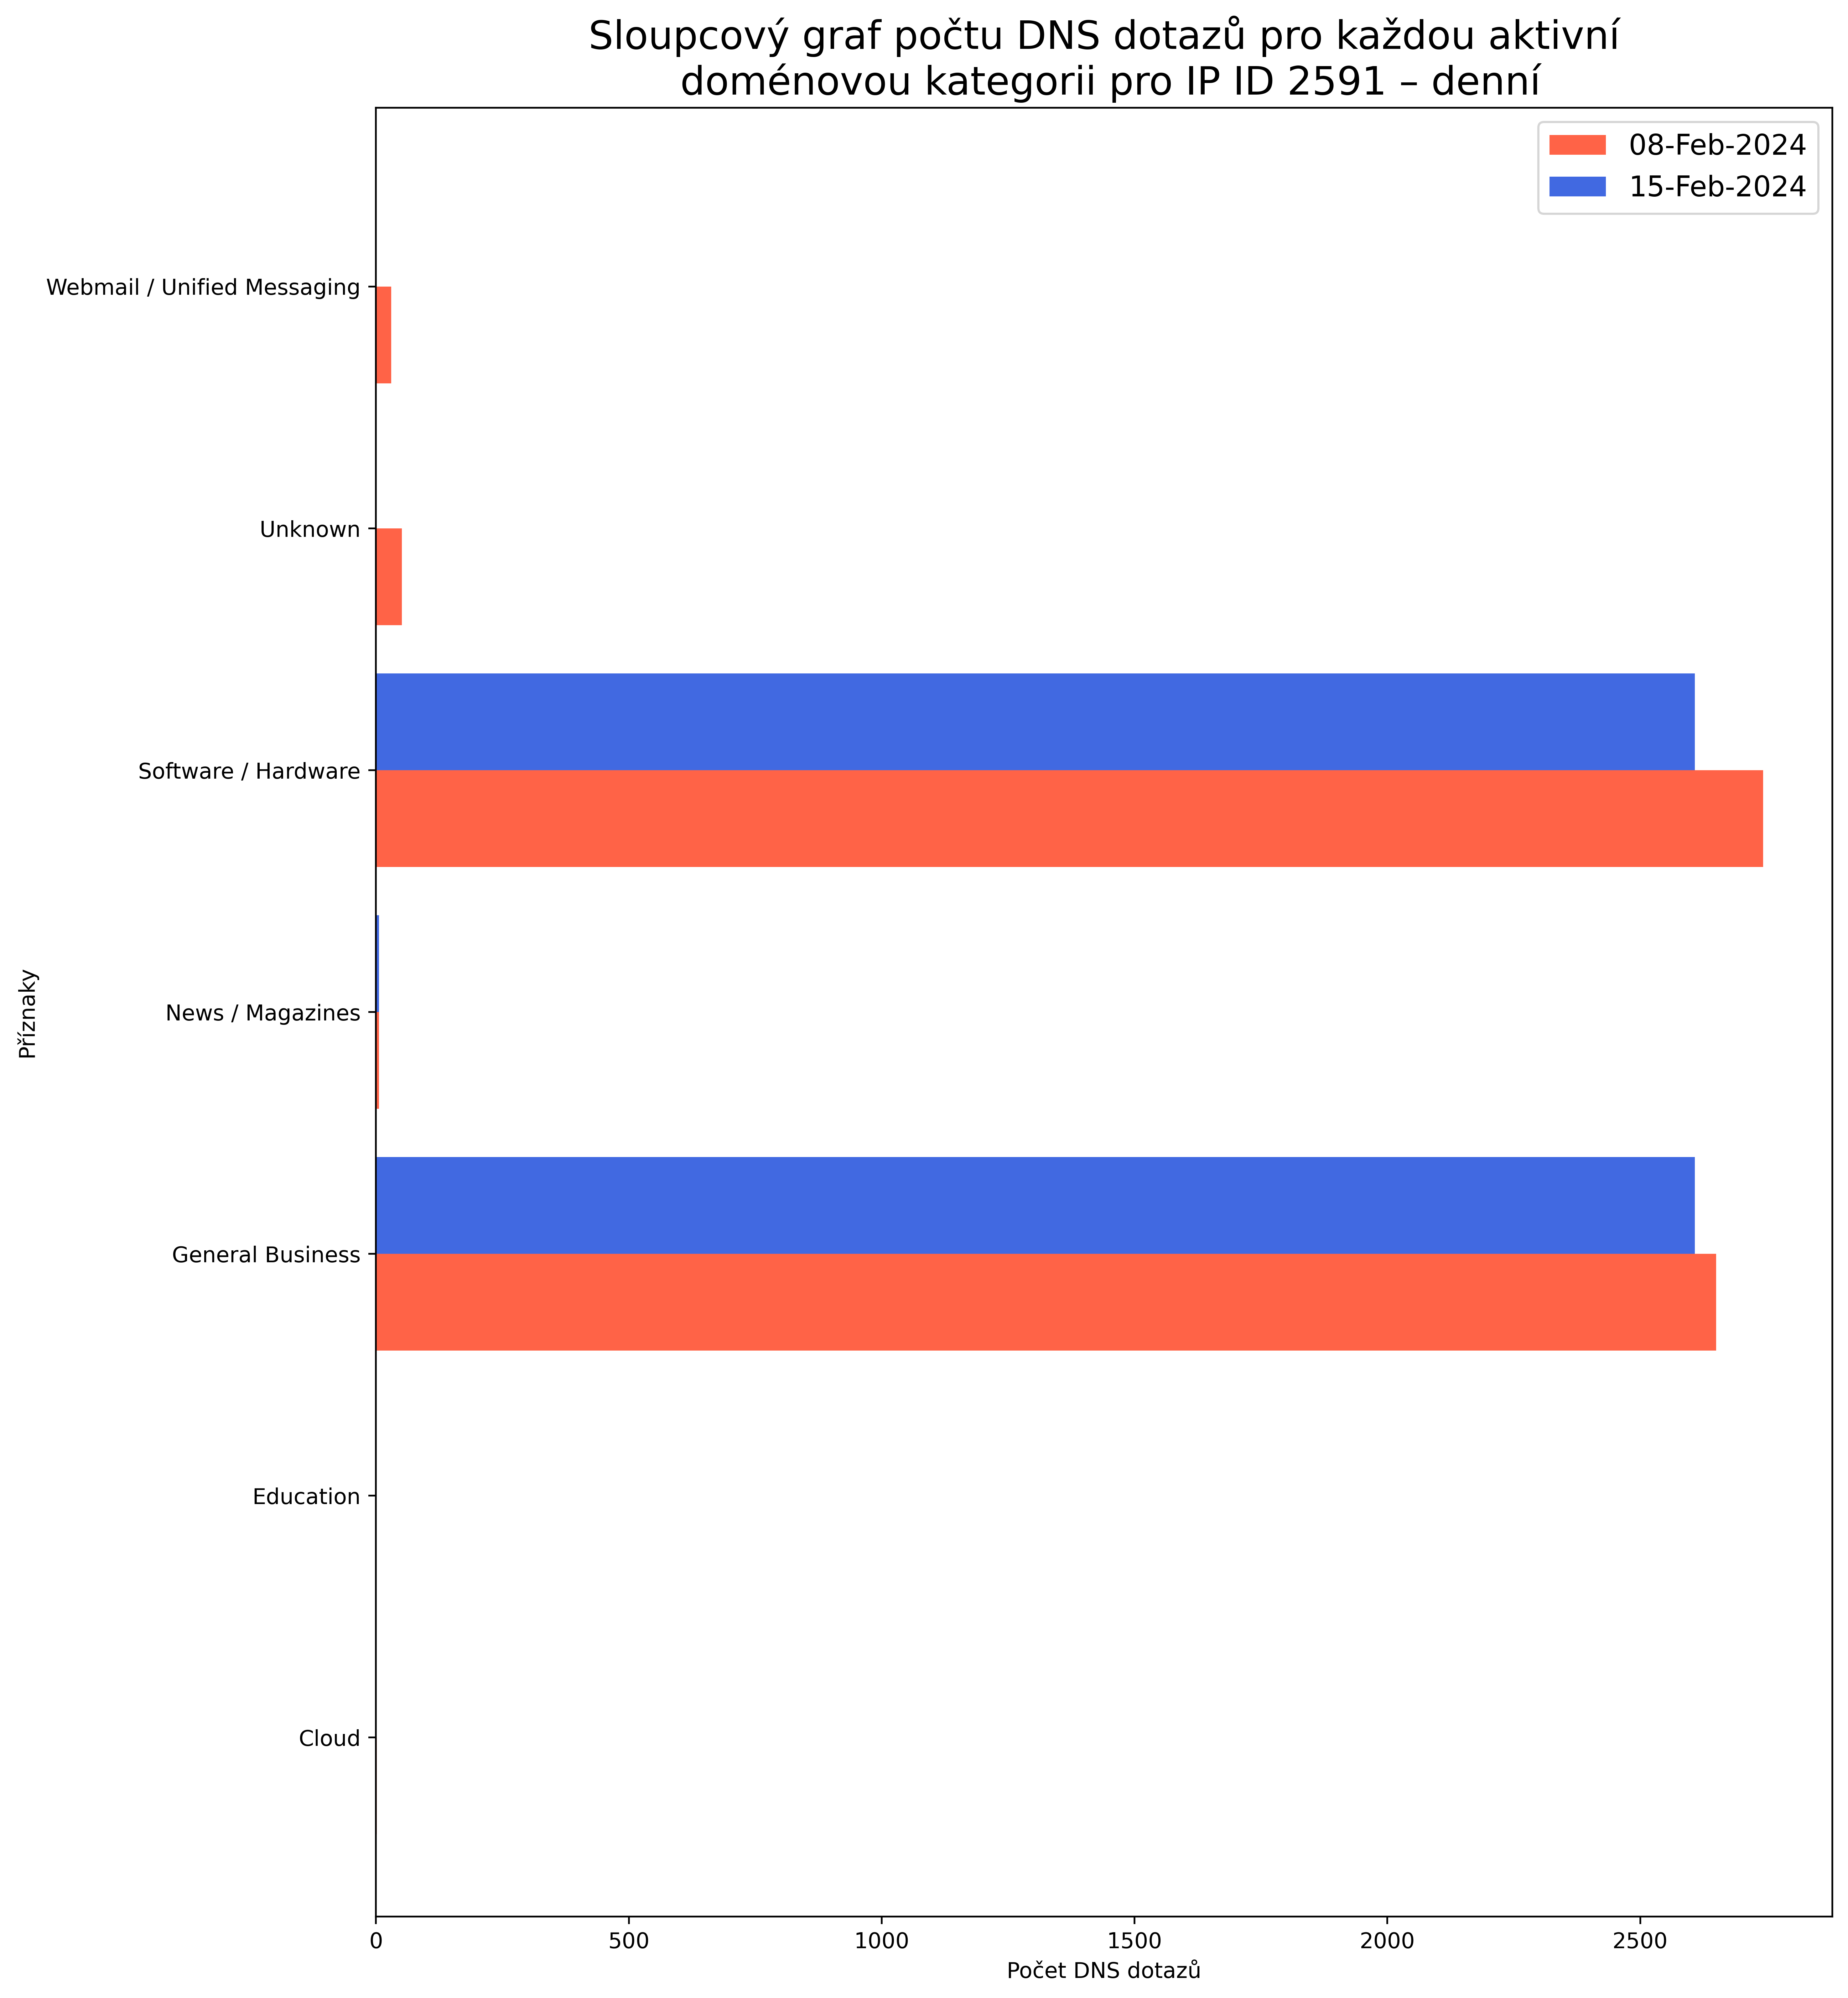 Sloupcový graf počtu DNS dotazů pro každou aktivní
doménovou kategorii pro IP ID 2591 – denní
08-Feb-2024
15-Feb-2024
Webmail / Unified Messaging
Unknown
Software / Hardware
News / Magazines
General Business
Education
Cloud
Příznaky
0 500 1000 1500 2000 2500
Počet DNS dotazů